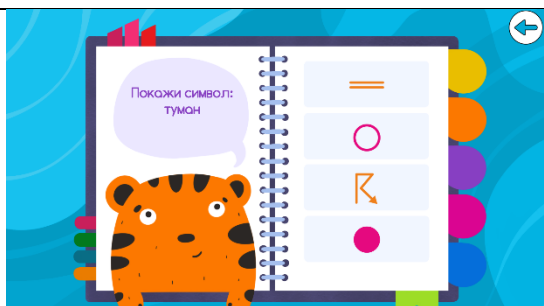 Покажи символ:
туман